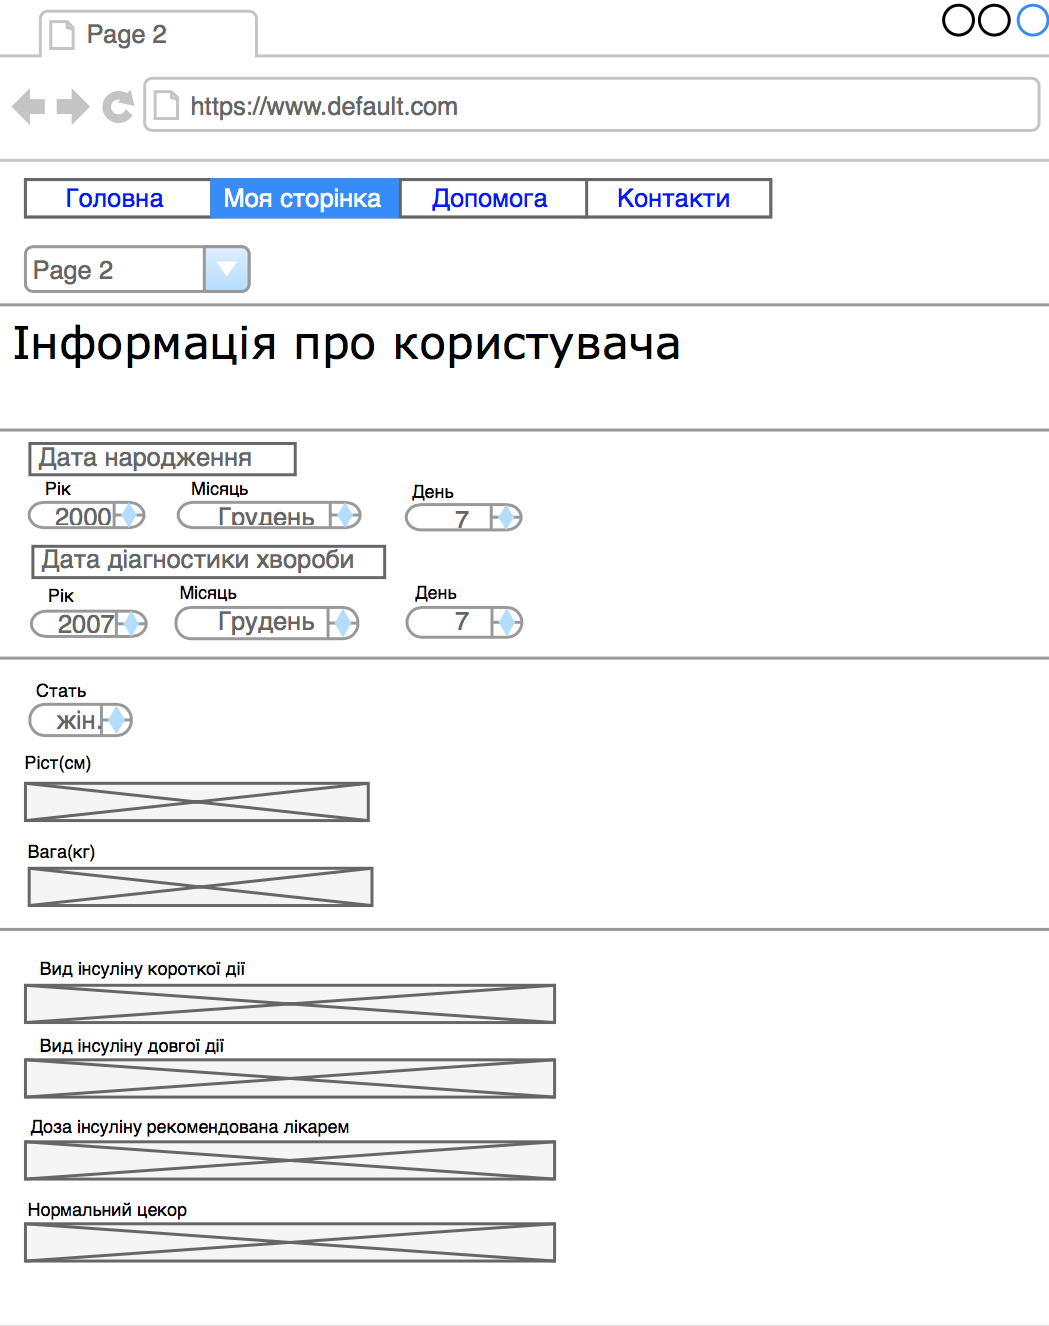 Page 2
https://www.default.com
Головна Моя сторінка Допомога Контакти
Page 2
Інформація про користувача
Дата народження
Рік Місяць День
2000 Грудень 7
Дата діагностики хвороби
Рік Місяць День
2007 Грудень 7
Стать
жін.
Ріст(см)
Вага(кг)
Вид інсуліну короткої дії
Вид інсуліну довгої дії
Доза інсуліну рекомендована лікарем
Нормальний цекор